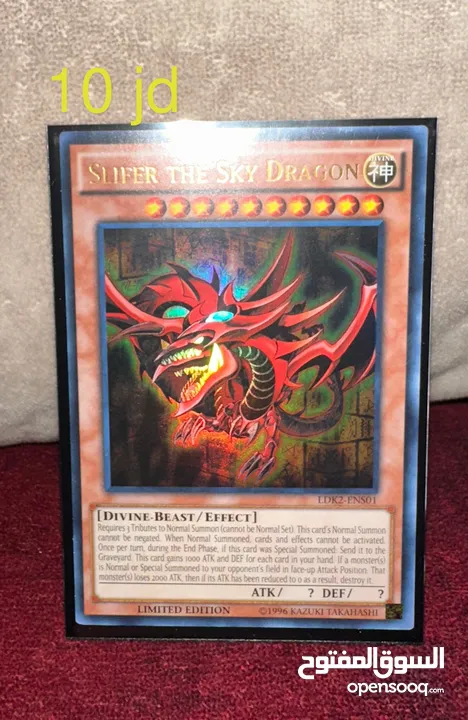 10 jd
SLIFER THE SKY DRAGON
DIVINE
神
LDK2-ENS01
[DIVINE-BEAST/EFFECT]
Requires 3 Tributes to Normal Summon (cannot be Normal Set). This card's Normal Summon
cannot be negated. When Normal Summoned, cards and effects cannot be activated.
Once per turn, during the End Phase, if this card was Special Summoned: Send it to the
Graveyard. This card gains 1000 ATK and DEF for each card in your hand. If a monster(s)
is Normal or Special Summoned to your opponent's field in face-up Attack Position: That
monster(s) loses 2000 ATK, then if its ATK has been reduced to 0 as a result, destroy it.
ATK/ ? DEF/ ?
LIMITED EDITION ©1996 KAZUKI TAKAHASHI
السوق المفتوح
opensooq.com